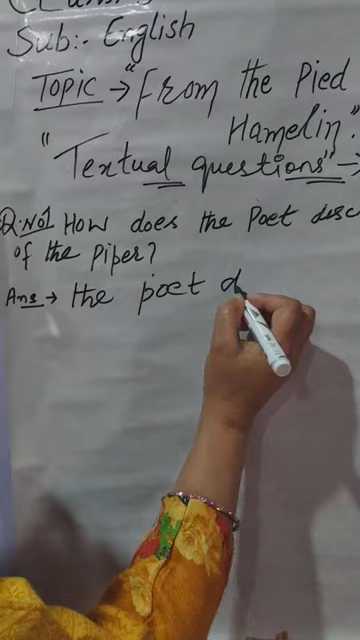 Sub:- English
Topic → "From the Pied
Hamelin."
"Textual questions" →
Q.No1 How does the Poet desc
of the Piper?
Ans → the poet d